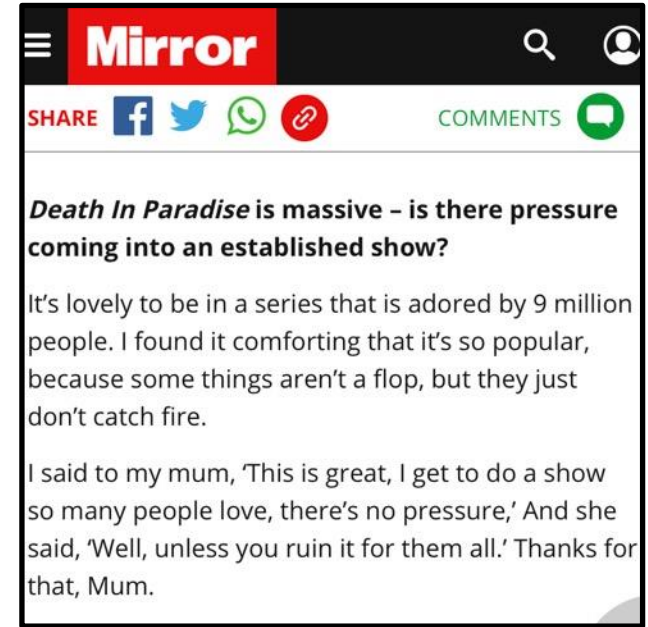 Mirror
SHARE
COMMENTS
Death In Paradise is massive – is there pressure
coming into an established show?
It’s lovely to be in a series that is adored by 9 million
people. I found it comforting that it’s so popular,
because some things aren’t a flop, but they just
don’t catch fire.
I said to my mum, ‘This is great, I get to do a show
so many people love, there’s no pressure,’ And she
said, ‘Well, unless you ruin it for them all.’ Thanks for
that, Mum.